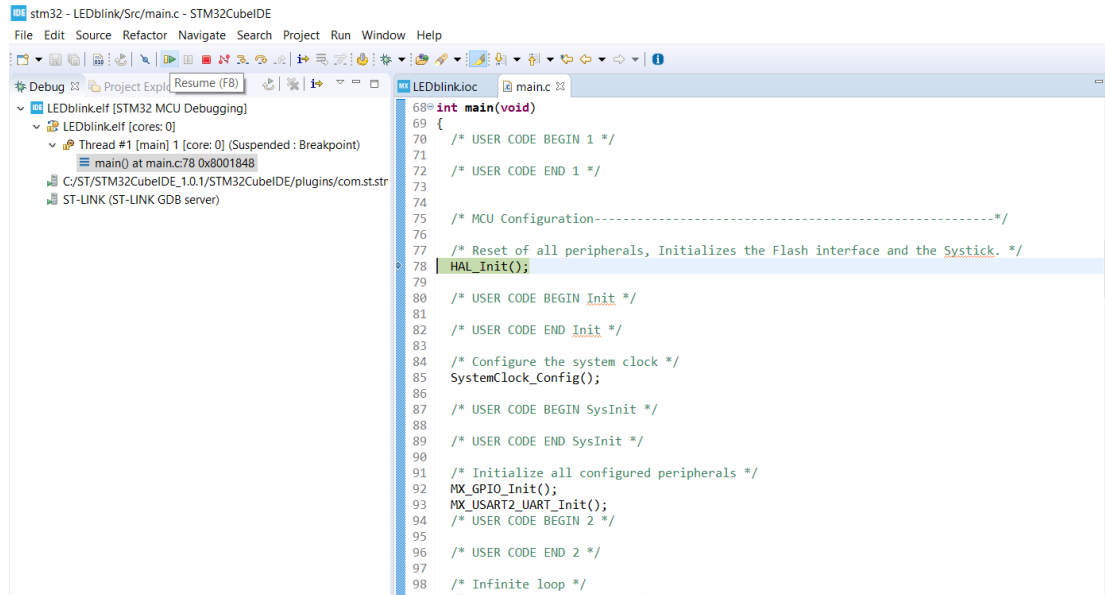 IDE stm32 - LEDblink/Src/main.c - STM32CubeIDE
File Edit Source Refactor Navigate Search Project Run Window Help
Debug Project Explo
Resume (F8)
IDE LEDblink.elf [STM32 MCU Debugging]
LEDblink.elf [cores: 0]
Thread #1 [main] 1 [core: 0] (Suspended : Breakpoint)
main() at main.c:78 0x8001848
C:/ST/STM32CubeIDE_1.0.1/STM32CubeIDE/plugins/com.st.str
ST-LINK (ST-LINK GDB server)
MX LEDblink.ioc main.c
68 int main(void)
69 {
70 /* USER CODE BEGIN 1 */
71
72 /* USER CODE END 1 */
73
74
75 /* MCU Configuration--------------------------------------------------------*/
76
77 /* Reset of all peripherals, Initializes the Flash interface and the Systick. */
78 HAL_Init();
79
80 /* USER CODE BEGIN Init */
81
82 /* USER CODE END Init */
83
84 /* Configure the system clock */
85 SystemClock_Config();
86
87 /* USER CODE BEGIN SysInit */
88
89 /* USER CODE END SysInit */
90
91 /* Initialize all configured peripherals */
92 MX_GPIO_Init();
93 MX_USART2_UART_Init();
94 /* USER CODE BEGIN 2 */
95
96 /* USER CODE END 2 */
97
98 /* Infinite loop */